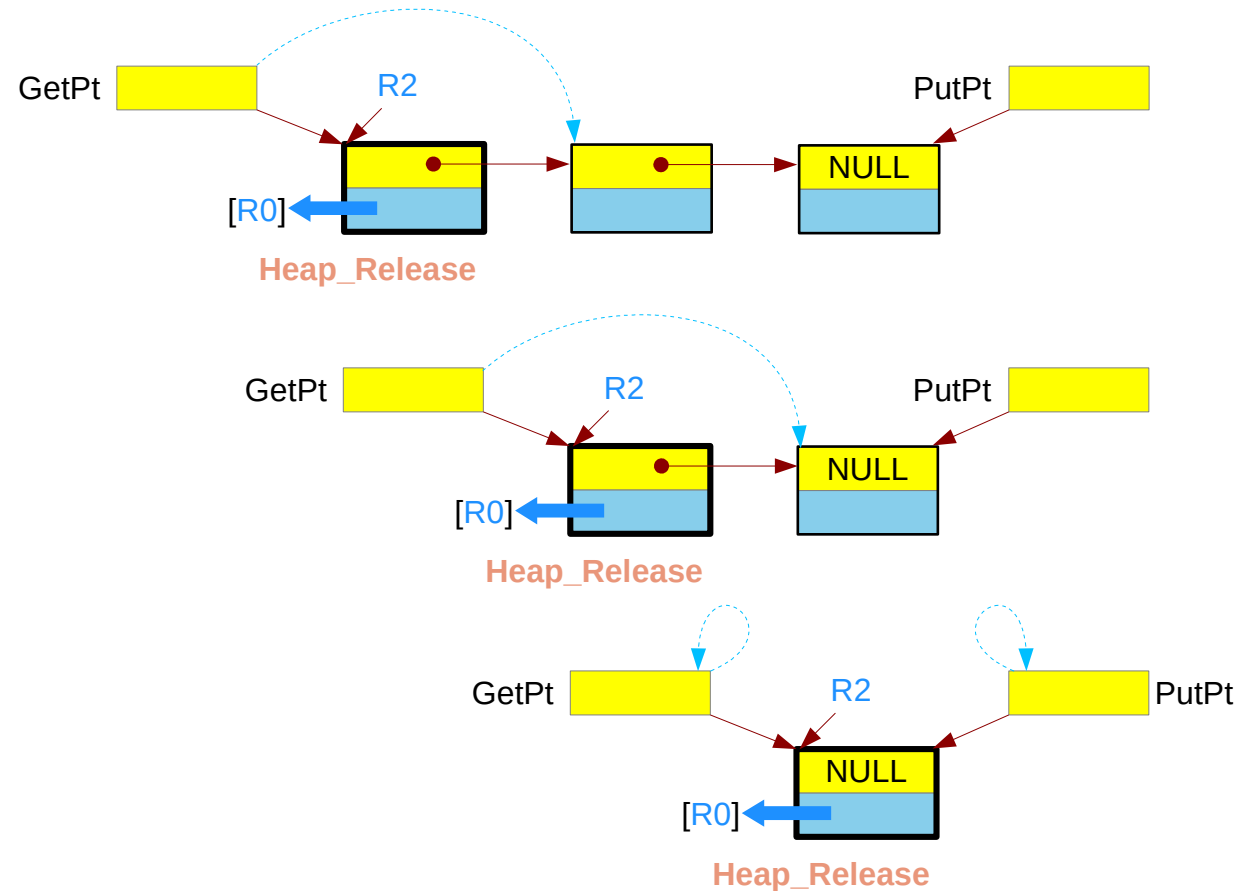 GetPt
R2
PutPt
NULL
[R0]
Heap_Release
GetPt
R2
PutPt
NULL
[R0]
Heap_Release
GetPt
R2
PutPt
NULL
[R0]
Heap_Release